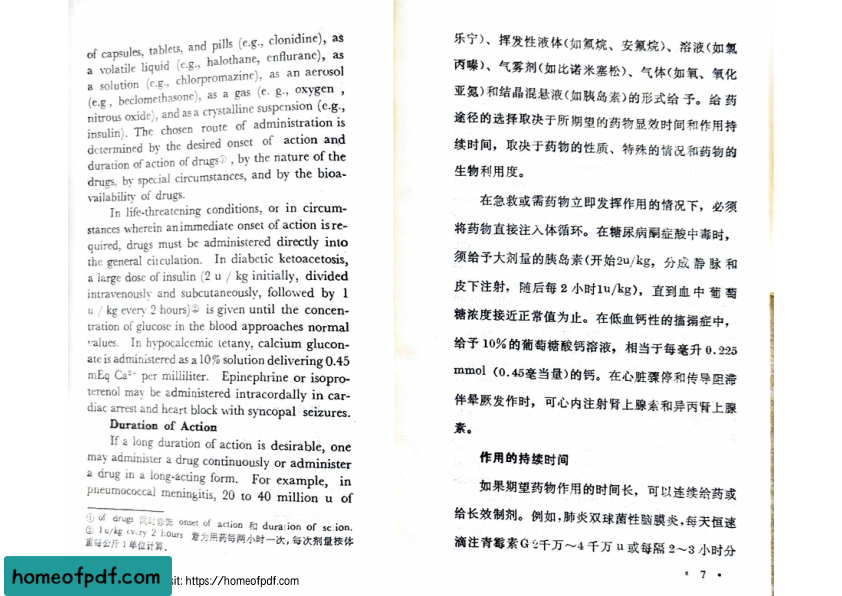 of capsules, tablets, and pills (e.g., clonidine), as
a volatile liquid (e.g., halothane, enflurane), as
a solution (e.g., chlorpromazine), as an aerosol
(e.g, beclomethasone), as a gas (e. g., oxygen ,
nitrous oxide), and as a crystalline suspension (e.g.,
insulin). The chosen route of administration is
determined by the desired onset of action and
duration of action of drugs①, by the nature of the
drugs, by special circumstances, and by the bioa-
vailability of drugs.
In life-threatening conditions, or in circum-
stances wherein an immediate onset of action is re-
quired, drugs must be administered directly into
the general circulation. In diabetic ketoacetosis,
a large dose of insulin (2 u / kg initially, divided
intravenously and subcutaneously, followed by 1
u / kg every 2 hours)② is given until the concen-
tration of glucose in the blood approaches normal
values. In hypocalcemic tetany, calcium glucon-
ate is administered as a 10% solution delivering 0.45
mEq Ca²⁺ per milliliter. Epinephrine or isopro-
terenol may be administered intracordally in car-
diac arrest and heart block with syncopal seizures.
Duration of Action
If a long duration of action is desirable, one
may administer a drug continuously or administer
a drug in a long-acting form. For example, in
pneumococcal meningitis, 20 to 40 million u of
① of drugs 同时修饰 onset of action 和 duration of action.
② 1u/kg every 2 hours 意为用药每两小时一次,每次剂量按体
重每公斤1单位计算。
乐宁)、挥发性液体(如氟烷、安氟烷)、溶液(如氯
丙嗪)、气雾剂(如比诺米塞松)、气体(如氧、氧化
亚氮)和结晶混悬液(如胰岛素)的形式给予。给药
途径的选择取决于所期望的药物显效时间和作用持
续时间,取决于药物的性质、特殊的情况和药物的
生物利用度。
在急救或需药物立即发挥作用的情况下,必须
将药物直接注入体循环。在糖尿病酮症酸中毒时,
须给予大剂量的胰岛素(开始2u/kg,分成静脉和
皮下注射,随后每2小时1u/kg),直到血中葡萄
糖浓度接近正常值为止。在低血钙性的搐搦症中,
给予10%的葡萄糖酸钙溶液,相当于每毫升0.225
mmol (0.45毫当量)的钙。在心脏骤停和传导阻滞
伴晕厥发作时,可心内注射肾上腺素和异丙肾上腺
素。
作用的持续时间
如果期望药物作用的时间长,可以连续给药或
给长效制剂。例如,肺炎双球菌性脑膜炎,每天恒速
滴注青霉素G2千万~4千万u或每隔2~3小时分
• 7 •
homeofpdf.com
sit: https://homeofpdf.com